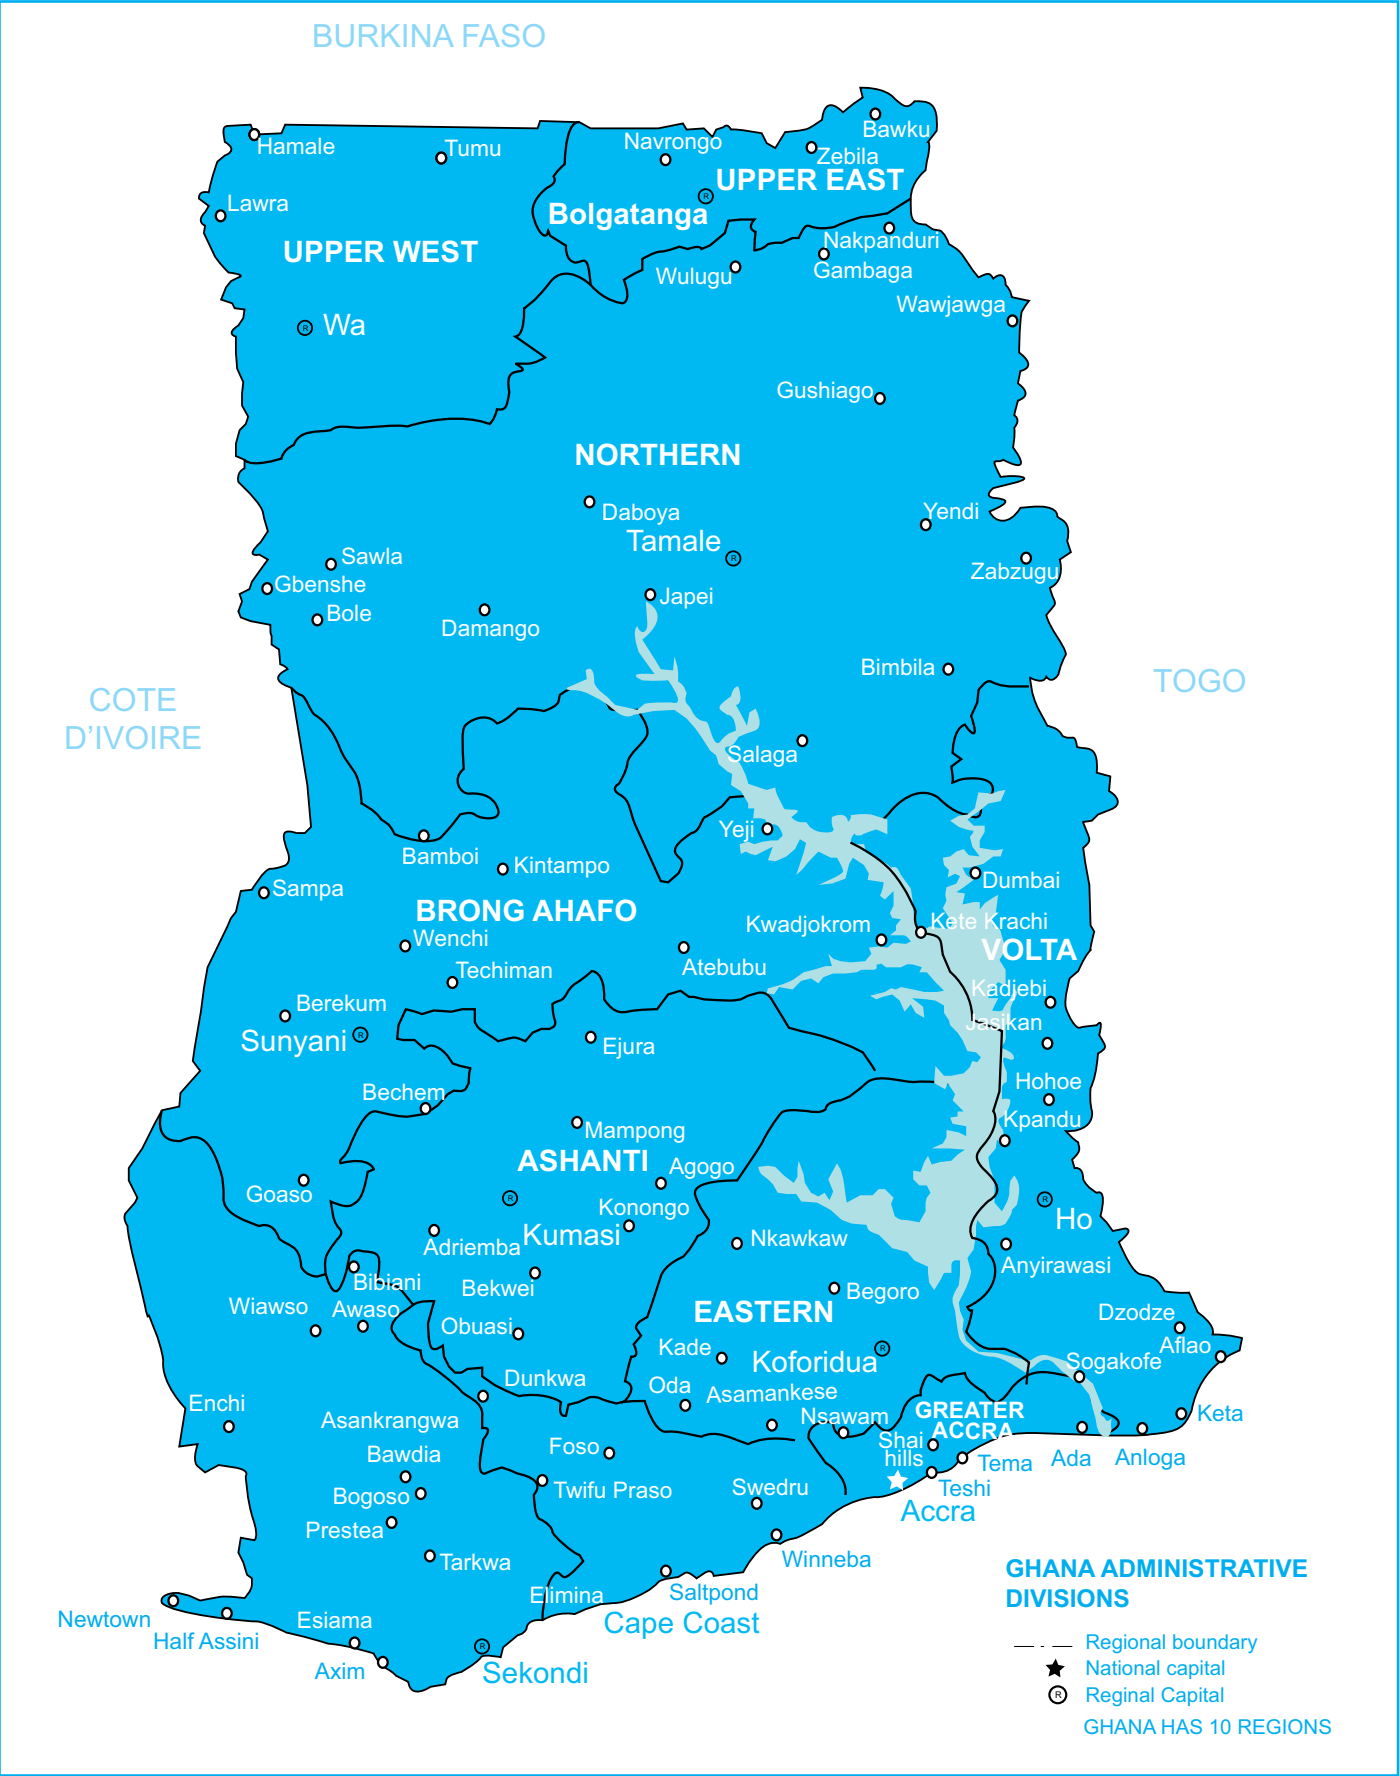 BURKINA FASO
Hamale
Tumu
Navrongo
Bawku
Zebila
UPPER EAST
Lawra
Bolgatanga
R
UPPER WEST
Nakpanduri
Gambaga
Wulugu
Wawjawga
R
Wa
Gushiago
NORTHERN
Daboya
Yendi
Tamale
R
Sawla
Zabzugu
Gbenshe
Japei
Bole
Damango
Bimbila
COTE
D'IVOIRE
TOGO
Salaga
Yeji
Bamboi
Kintampo
Sampa
Dumbai
BRONG AHAFO
Kwadjokrom
Kete Krachi
Wenchi
VOLTA
Atebubu
Techiman
Kadjebi
Berekum
Jasikan
Sunyani
R
Ejura
Hohoe
Bechem
Kpandu
Mampong
ASHANTI
Agogo
Goaso
R
Konongo
R
Ho
Kumasi
Nkawkaw
Adriemba
Anyirawasi
Bibiani
Bekwei
Begoro
Wiawso
Awaso
EASTERN
Dzodze
Obuasi
Kade
Koforidua
R
Aflao
Sogakofe
Dunkwa
Oda
Asamankese
Enchi
Asankrangwa
Nsawam
GREATER
ACCRA
Keta
Bawdia
Foso
Shai
hills
Tema
Ada
Anloga
Bogoso
Twifu Praso
Swedru
Teshi
Accra
Prestea
Tarkwa
Winneba
Elimina
Saltpond
Newtown
Half Assini
Esiama
Cape Coast
Axim
R
Sekondi
GHANA ADMINISTRATIVE
DIVISIONS
Regional boundary
National capital
R
Reginal Capital
GHANA HAS 10 REGIONS